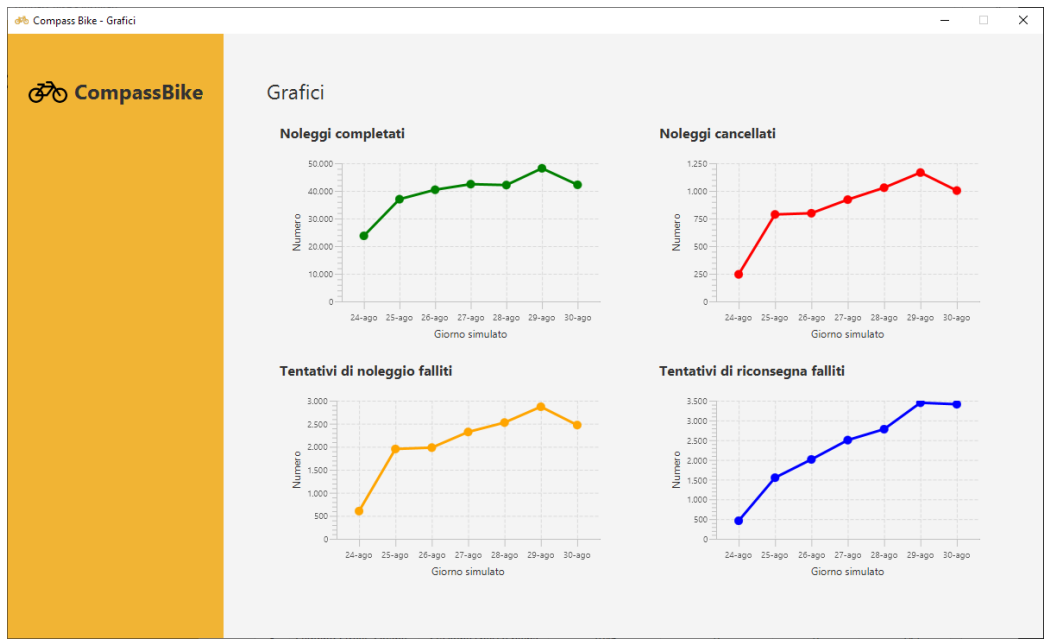 Compass Bike - Grafici
CompassBike
Grafici
Noleggi completati
50.000
40.000
30.000
20.000
10.000
0
Numero
24-ago 25-ago 26-ago 27-ago 28-ago 29-ago 30-ago
Giorno simulato
Noleggi cancellati
1.250
1.000
750
500
250
0
Numero
24-ago 25-ago 26-ago 27-ago 28-ago 29-ago 30-ago
Giorno simulato
Tentativi di noleggio falliti
3.000
2.500
2.000
1.500
1.000
500
0
Numero
24-ago 25-ago 26-ago 27-ago 28-ago 29-ago 30-ago
Giorno simulato
Tentativi di riconsegna falliti
3.500
3.000
2.500
2.000
1.500
1.000
500
0
Numero
24-ago 25-ago 26-ago 27-ago 28-ago 29-ago 30-ago
Giorno simulato